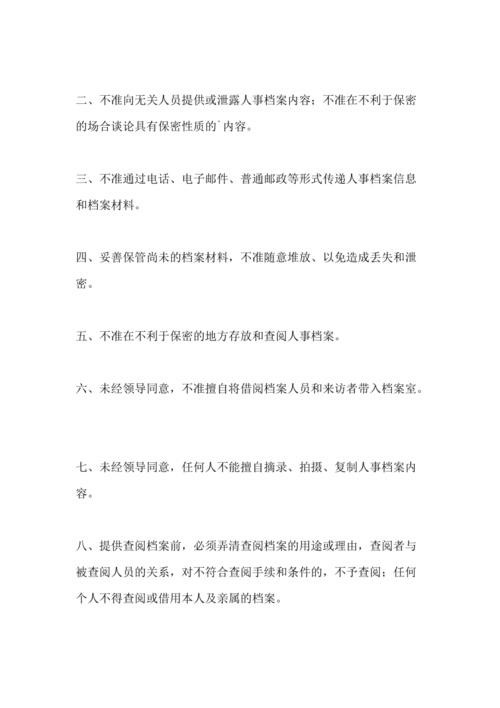 二、不准向无关人员提供或泄露人事档案内容；不准在不利于保密
的场合谈论具有保密性质的`内容。
三、不准通过电话、电子邮件、普通邮政等形式传递人事档案信息
和档案材料。
四、妥善保管尚未的档案材料，不准随意堆放、以免造成丢失和泄
密。
五、不准在不利于保密的地方存放和查阅人事档案。
六、未经领导同意，不准擅自将借阅档案人员和来访者带入档案室。
七、未经领导同意，任何人不能擅自摘录、拍摄、复制人事档案内
容。
八、提供查阅档案前，必须弄清查阅档案的用途或理由，查阅者与
被查阅人员的关系，对不符合查阅手续和条件的，不予查阅；任何
个人不得查阅或借用本人及亲属的档案。